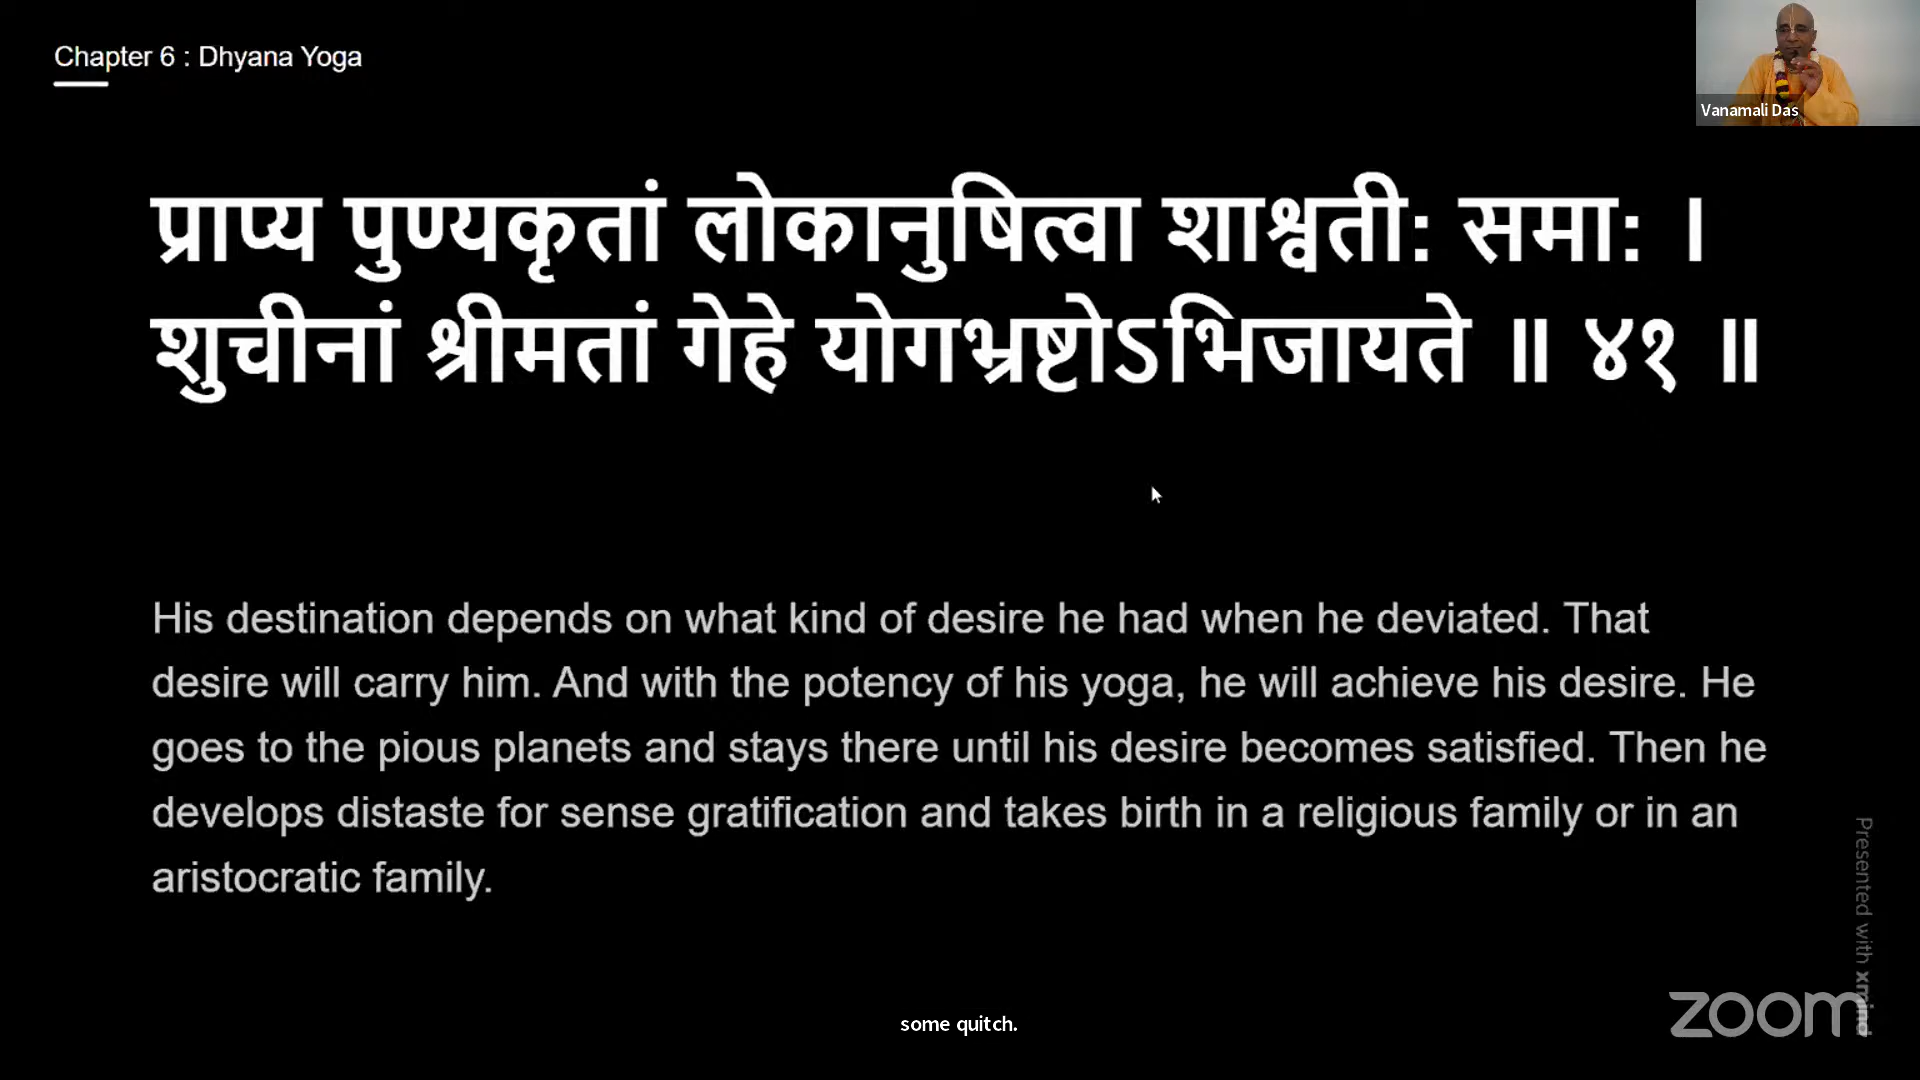 Chapter 6 : Dhyana Yoga
Vanamali Das
प्राप्य पुण्यकृतां लोकानुषित्वा शाश्वती: समा: ।
शुचीनां श्रीमतां गेहे योगभ्रष्टोऽभिजायते ॥ ४१ ॥
His destination depends on what kind of desire he had when he deviated. That
desire will carry him. And with the potency of his yoga, he will achieve his desire. He
goes to the pious planets and stays there until his desire becomes satisfied. Then he
develops distaste for sense gratification and takes birth in a religious family or in an
aristocratic family.
Presented with xmind
some quitch.
zoom